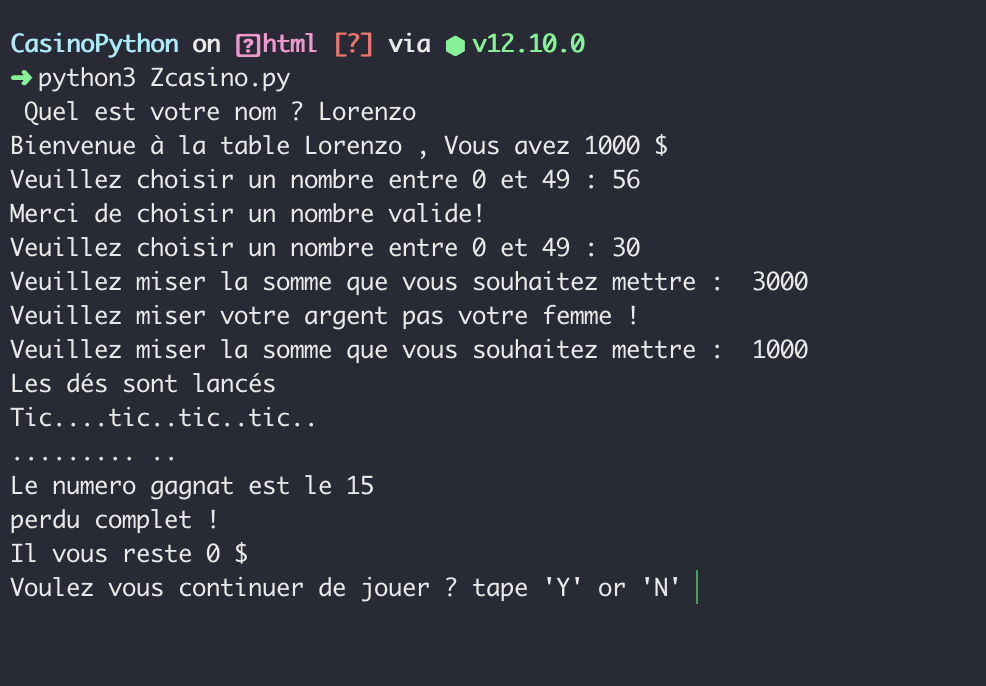 CasinoPython on [?]html [?] via ⬢ v12.10.0
➜ python3 Zcasino.py
Quel est votre nom ? Lorenzo
Bienvenue à la table Lorenzo , Vous avez 1000 $
Veuillez choisir un nombre entre 0 et 49 : 56
Merci de choisir un nombre valide!
Veuillez choisir un nombre entre 0 et 49 : 30
Veuillez miser la somme que vous souhaitez mettre :  3000
Veuillez miser votre argent pas votre femme !
Veuillez miser la somme que vous souhaitez mettre :  1000
Les dés sont lancés
Tic....tic..tic..tic..
......... ..
Le numero gagnat est le 15
perdu complet !
Il vous reste 0 $
Voulez vous continuer de jouer ? tape 'Y' or 'N'